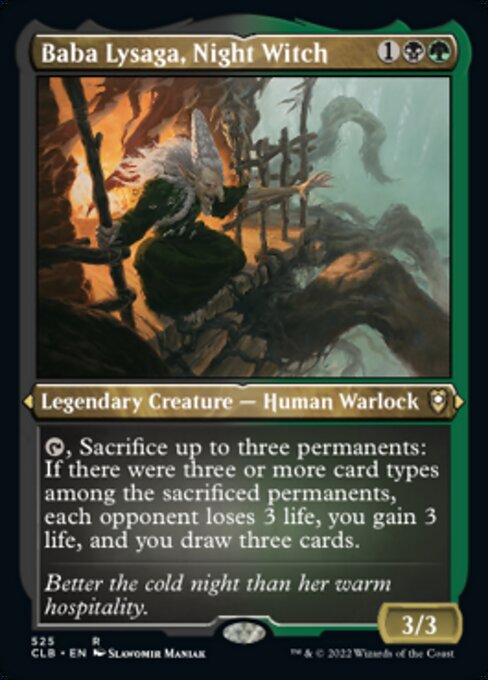 Baba Lysaga, Night Witch 1
Legendary Creature — Human Warlock
, Sacrifice up to three permanents:
If there were three or more card types
among the sacrificed permanents,
each opponent loses 3 life, you gain 3
life, and you draw three cards.
Better the cold night than her warm
hospitality.
3/3
525 R
CLB • EN Slawomir Maniak
™ & © 2022 Wizards of the Coast